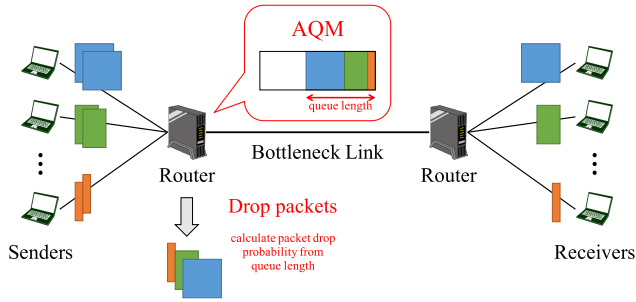 AQM
queue length
Bottleneck Link
Router
Router
Drop packets
calculate packet drop
probability from
queue length
Senders
Receivers